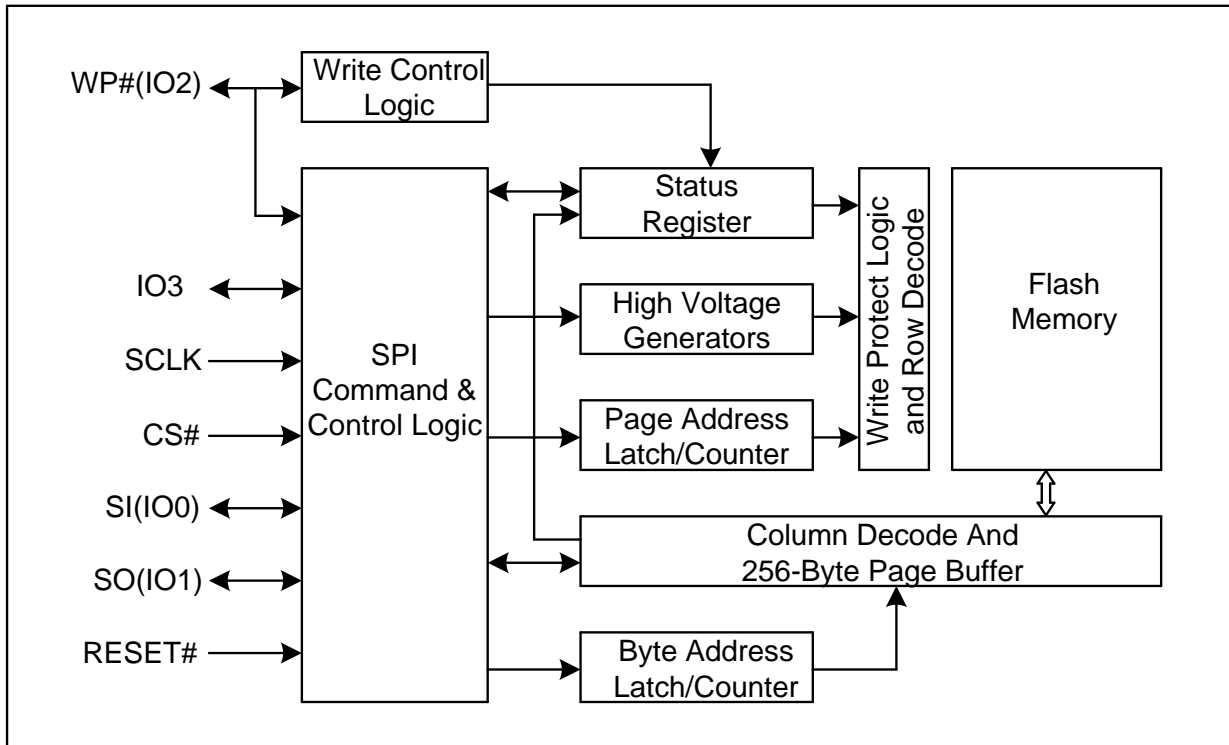 WP#(IO2)
Write Control
Logic
IO3
SCLK
CS#
SI(IO0)
SO(IO1)
RESET#
SPI
Command &
Control Logic
Status
Register
High Voltage
Generators
Page Address
Latch/Counter
Write Protect Logic
and Row Decode
Flash
Memory
Column Decode And
256-Byte Page Buffer
Byte Address
Latch/Counter